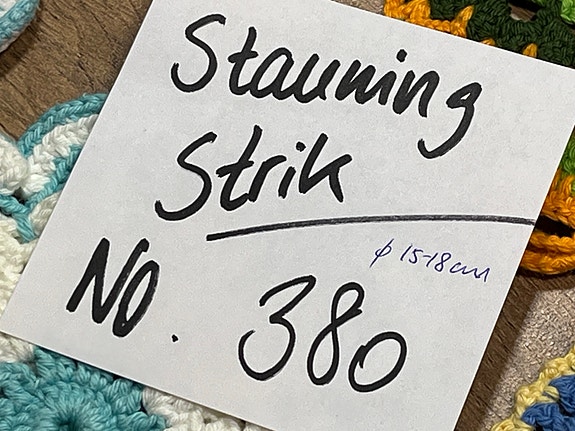 Stauning
Strik
ϕ 15-18 cm
No. 380